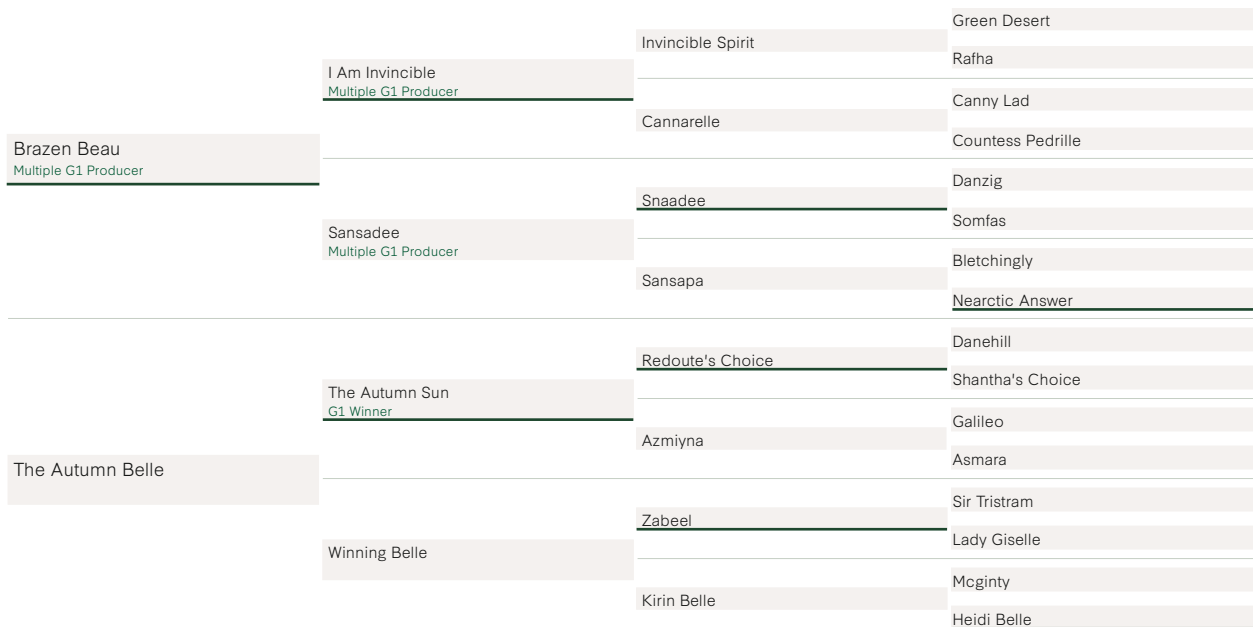 Green Desert
Invincible Spirit
Rafha
I Am Invincible
Multiple G1 Producer
Canny Lad
Cannarelle
Countess Pedrille
Brazen Beau
Multiple G1 Producer
Danzig
Snaadee
Somfas
Sansadee
Multiple G1 Producer
Bletchingly
Sansapa
Nearctic Answer
Danehill
Redoute's Choice
Shantha's Choice
The Autumn Sun
G1 Winner
Galileo
Azmiyna
Asmara
The Autumn Belle
Sir Tristram
Zabeel
Lady Giselle
Winning Belle
Mcginty
Kirin Belle
Heidi Belle